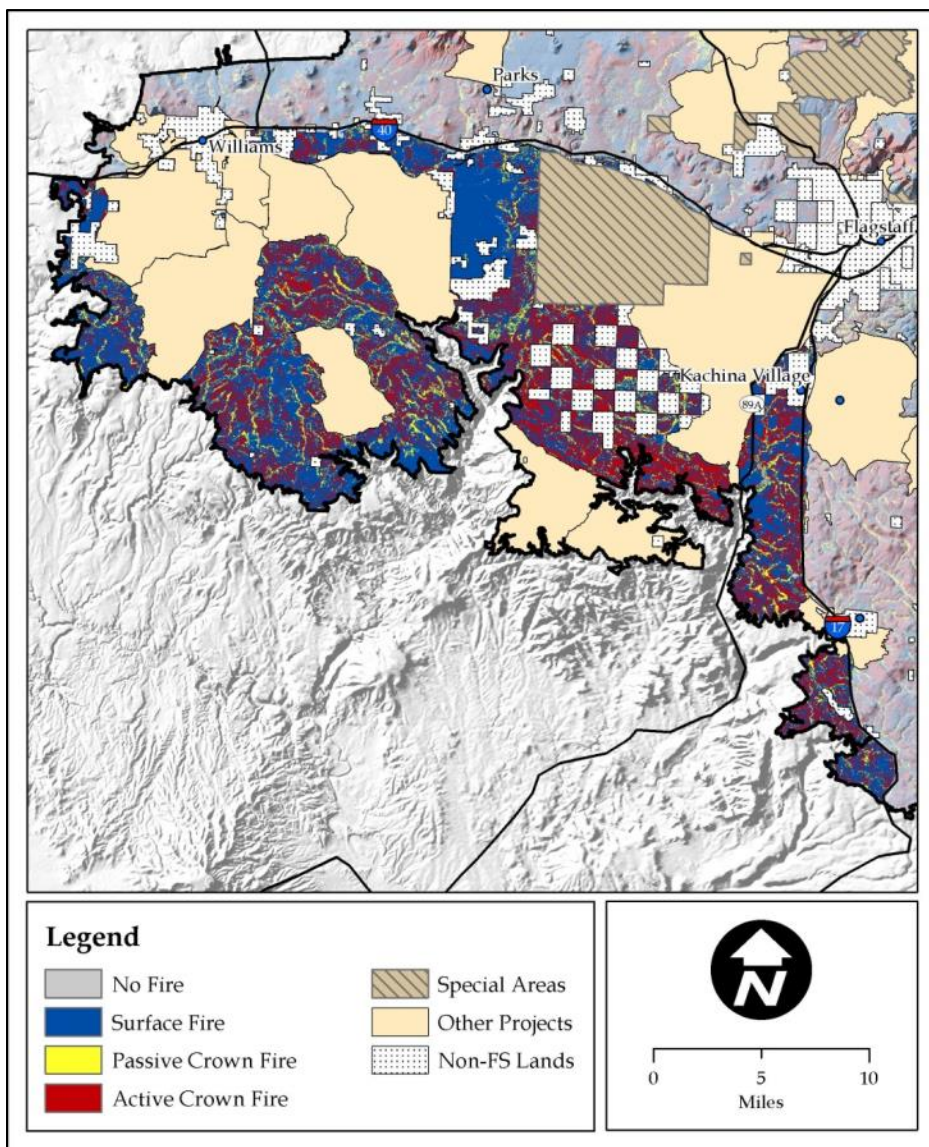 Parks
40
Williams
Flagstaff
Kachina Village
89A
17
Legend
No Fire
Surface Fire
Passive Crown Fire
Active Crown Fire
Special Areas
Other Projects
Non-FS Lands
N
0 5 10
Miles